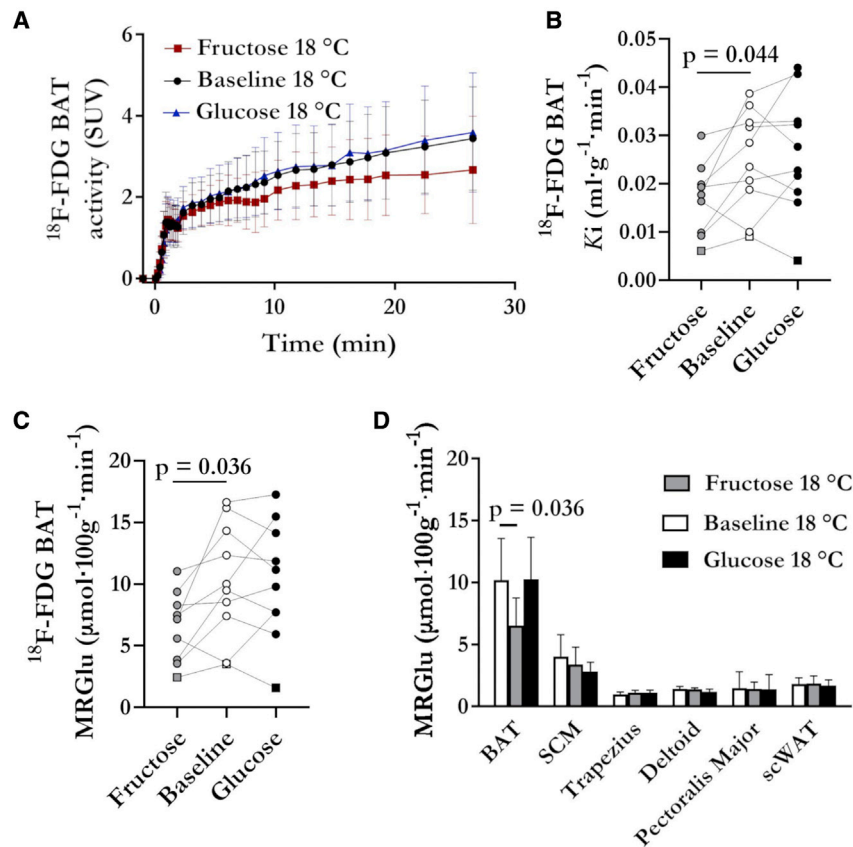 A
¹⁸F-FDG BAT
activity (SUV)
6
4
2
0
Fructose 18 °C
Baseline 18 °C
Glucose 18 °C
0
10
20
30
Time (min)
B
¹⁸F-FDG BAT
Ki (ml·g⁻¹·min⁻¹)
0.05
0.04
0.03
0.02
0.01
0.00
p = 0.044
Fructose
Baseline
Glucose
C
¹⁸F-FDG BAT
MRGlu (μmol·100g⁻¹·min⁻¹)
20
15
10
5
0
p = 0.036
Fructose
Baseline
Glucose
D
MRGlu (μmol·100g⁻¹·min⁻¹)
20
15
10
5
0
p = 0.036
Fructose 18 °C
Baseline 18 °C
Glucose 18 °C
BAT
SCM
Trapezius
Deltoid
Pectoralis Major
scWAT